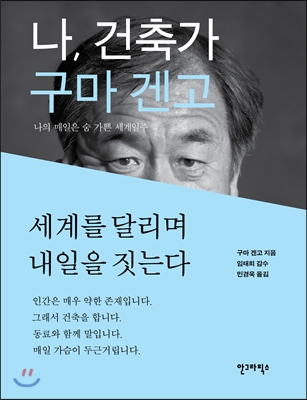 나, 건축가
구마 겐고
나의 매일은 숨 가쁜 세계일주
세계를 달리며
내일을 짓는다
구마 겐고 지음
임태희 감수
민경욱 옮김
인간은 매우 약한 존재입니다.
그래서 건축을 합니다.
동료와 함께 말입니다.
매일 가슴이 두근거립니다.
안그라픽스
yes24